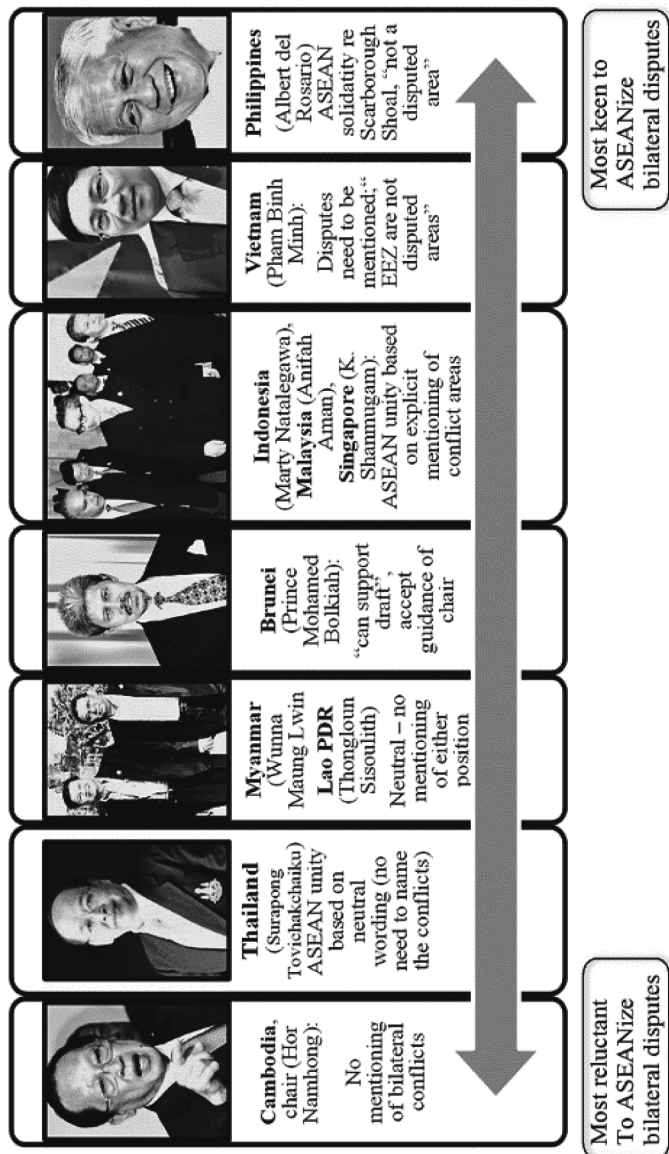 Cambodia,
chair (Hor
Namhong):
No
mentioning
of bilateral
conflicts
Thailand
(Surapong
Tovichakchaiku)
ASEAN unity
based on
neutral
wording (no
need to name
the conflicts)
Myanmar
(Wunna
Maung Lwin
Lao PDR
(Thongloun
Sisoulith)
Neutral – no
mentioning
of either
position
Brunei
(Prince
Mohamed
Bolkiah):
“can support
draft” ,
accept
guidance of
chair
Indonesia
(Marty Natalegawa),
Malaysia (Anifah
Aman),
Singapore (K.
Shanmugam):
ASEAN unity based
on explicit
mentioning of
conflict areas
Vietnam
(Pham Binh
Minh):
Disputes
need to be
mentioned;“
EEZ are not
disputed
areas”
Philippines
(Albert del
Rosario)
ASEAN
solidatity re
Scarborough
Shoal, “not a
disputed
area”
Most reluctant
To ASEANize
bilateral disputes
Most keen to
ASEANize
bilateral disputes